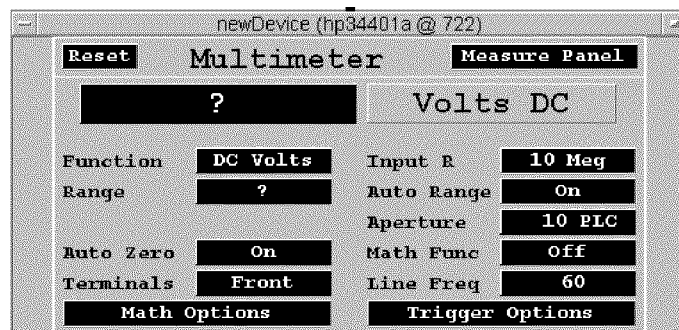 newDevice (hp34401a @ 722)
Reset Multimeter Measure Panel
? Volts DC
Function DC Volts Input R 10 Meg
Range ? Auto Range On
Aperture 10 PLC
Auto Zero On Math Func Off
Terminals Front Line Freq 60
Math Options Trigger Options